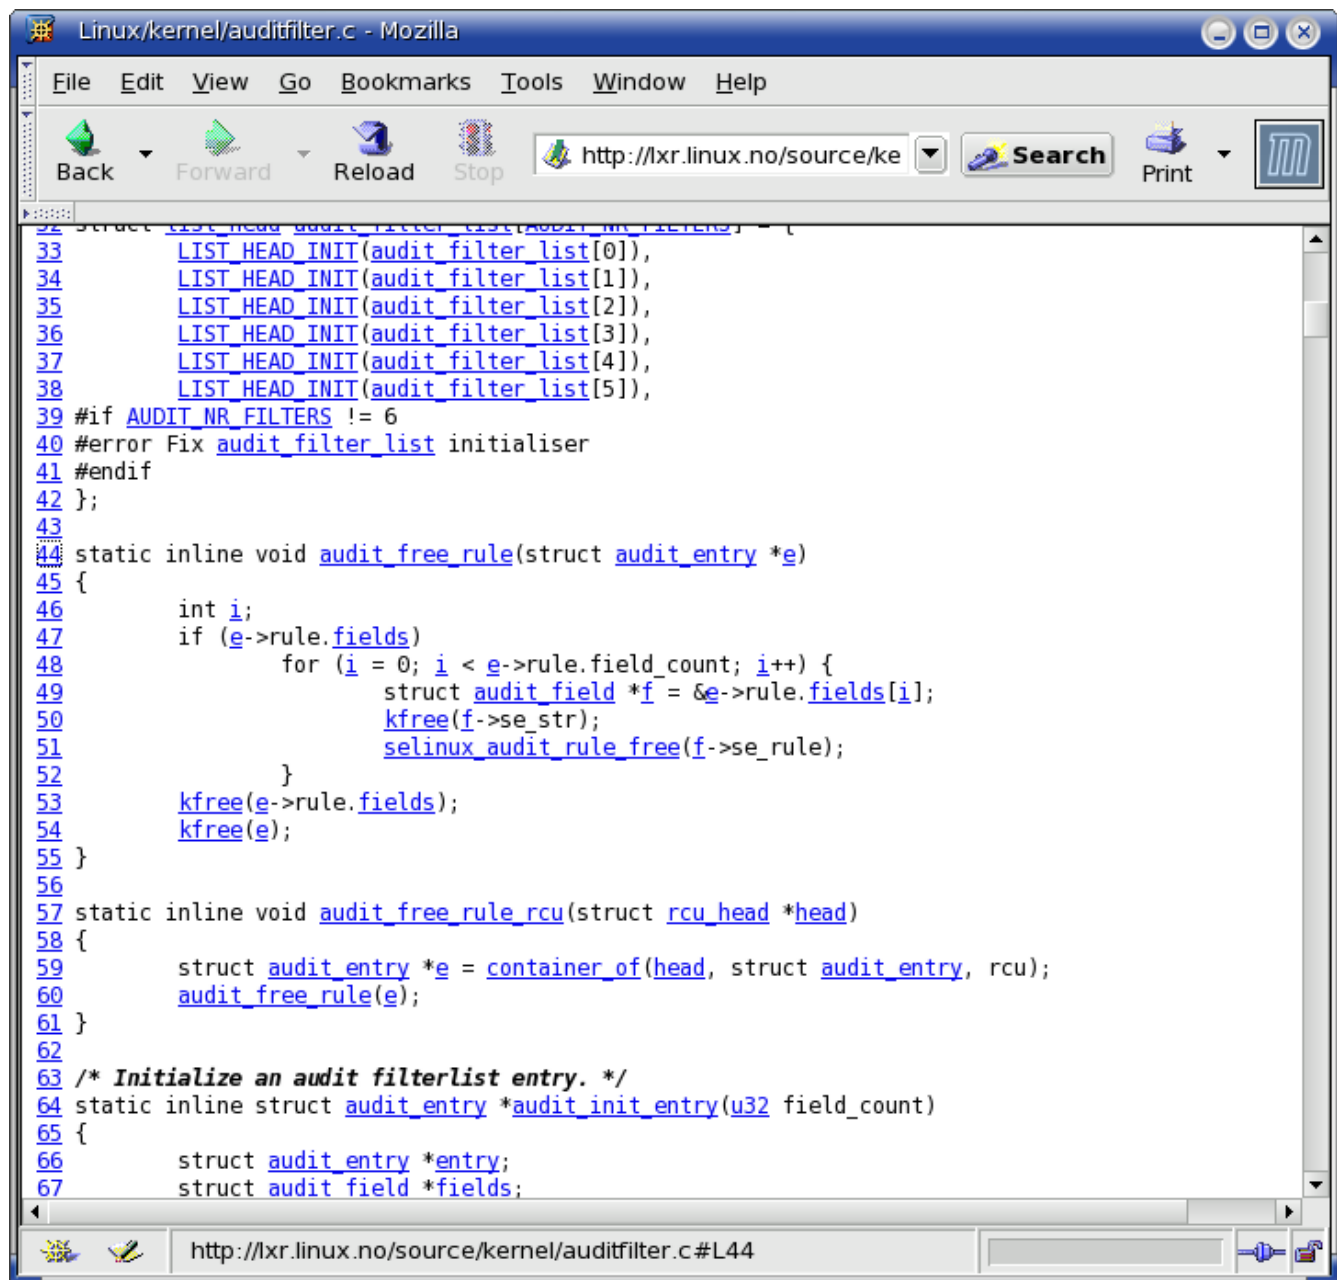 Linux/kernel/auditfilter.c - Mozilla
File Edit View Go Bookmarks Tools Window Help
Back Forward Reload Stop http://lxr.linux.no/source/ke Search Print
32 struct list_head audit_filter_list[AUDIT_NR_FILTERS] = {
33 LIST_HEAD_INIT(audit_filter_list[0]),
34 LIST_HEAD_INIT(audit_filter_list[1]),
35 LIST_HEAD_INIT(audit_filter_list[2]),
36 LIST_HEAD_INIT(audit_filter_list[3]),
37 LIST_HEAD_INIT(audit_filter_list[4]),
38 LIST_HEAD_INIT(audit_filter_list[5]),
39 #if AUDIT_NR_FILTERS != 6
40 #error Fix audit_filter_list initialiser
41 #endif
42 };
43
44 static inline void audit_free_rule(struct audit_entry *e)
45 {
46 int i;
47 if (e->rule.fields)
48 for (i = 0; i < e->rule.field_count; i++) {
49 struct audit_field *f = &e->rule.fields[i];
50 kfree(f->se_str);
51 selinux_audit_rule_free(f->se_rule);
52 }
53 kfree(e->rule.fields);
54 kfree(e);
55 }
56
57 static inline void audit_free_rule_rcu(struct rcu_head *head)
58 {
59 struct audit_entry *e = container_of(head, struct audit_entry, rcu);
60 audit_free_rule(e);
61 }
62
63 /* Initialize an audit filterlist entry. */
64 static inline struct audit_entry *audit_init_entry(u32 field_count)
65 {
66 struct audit_entry *entry;
67 struct audit_field *fields;
http://lxr.linux.no/source/kernel/auditfilter.c#L44